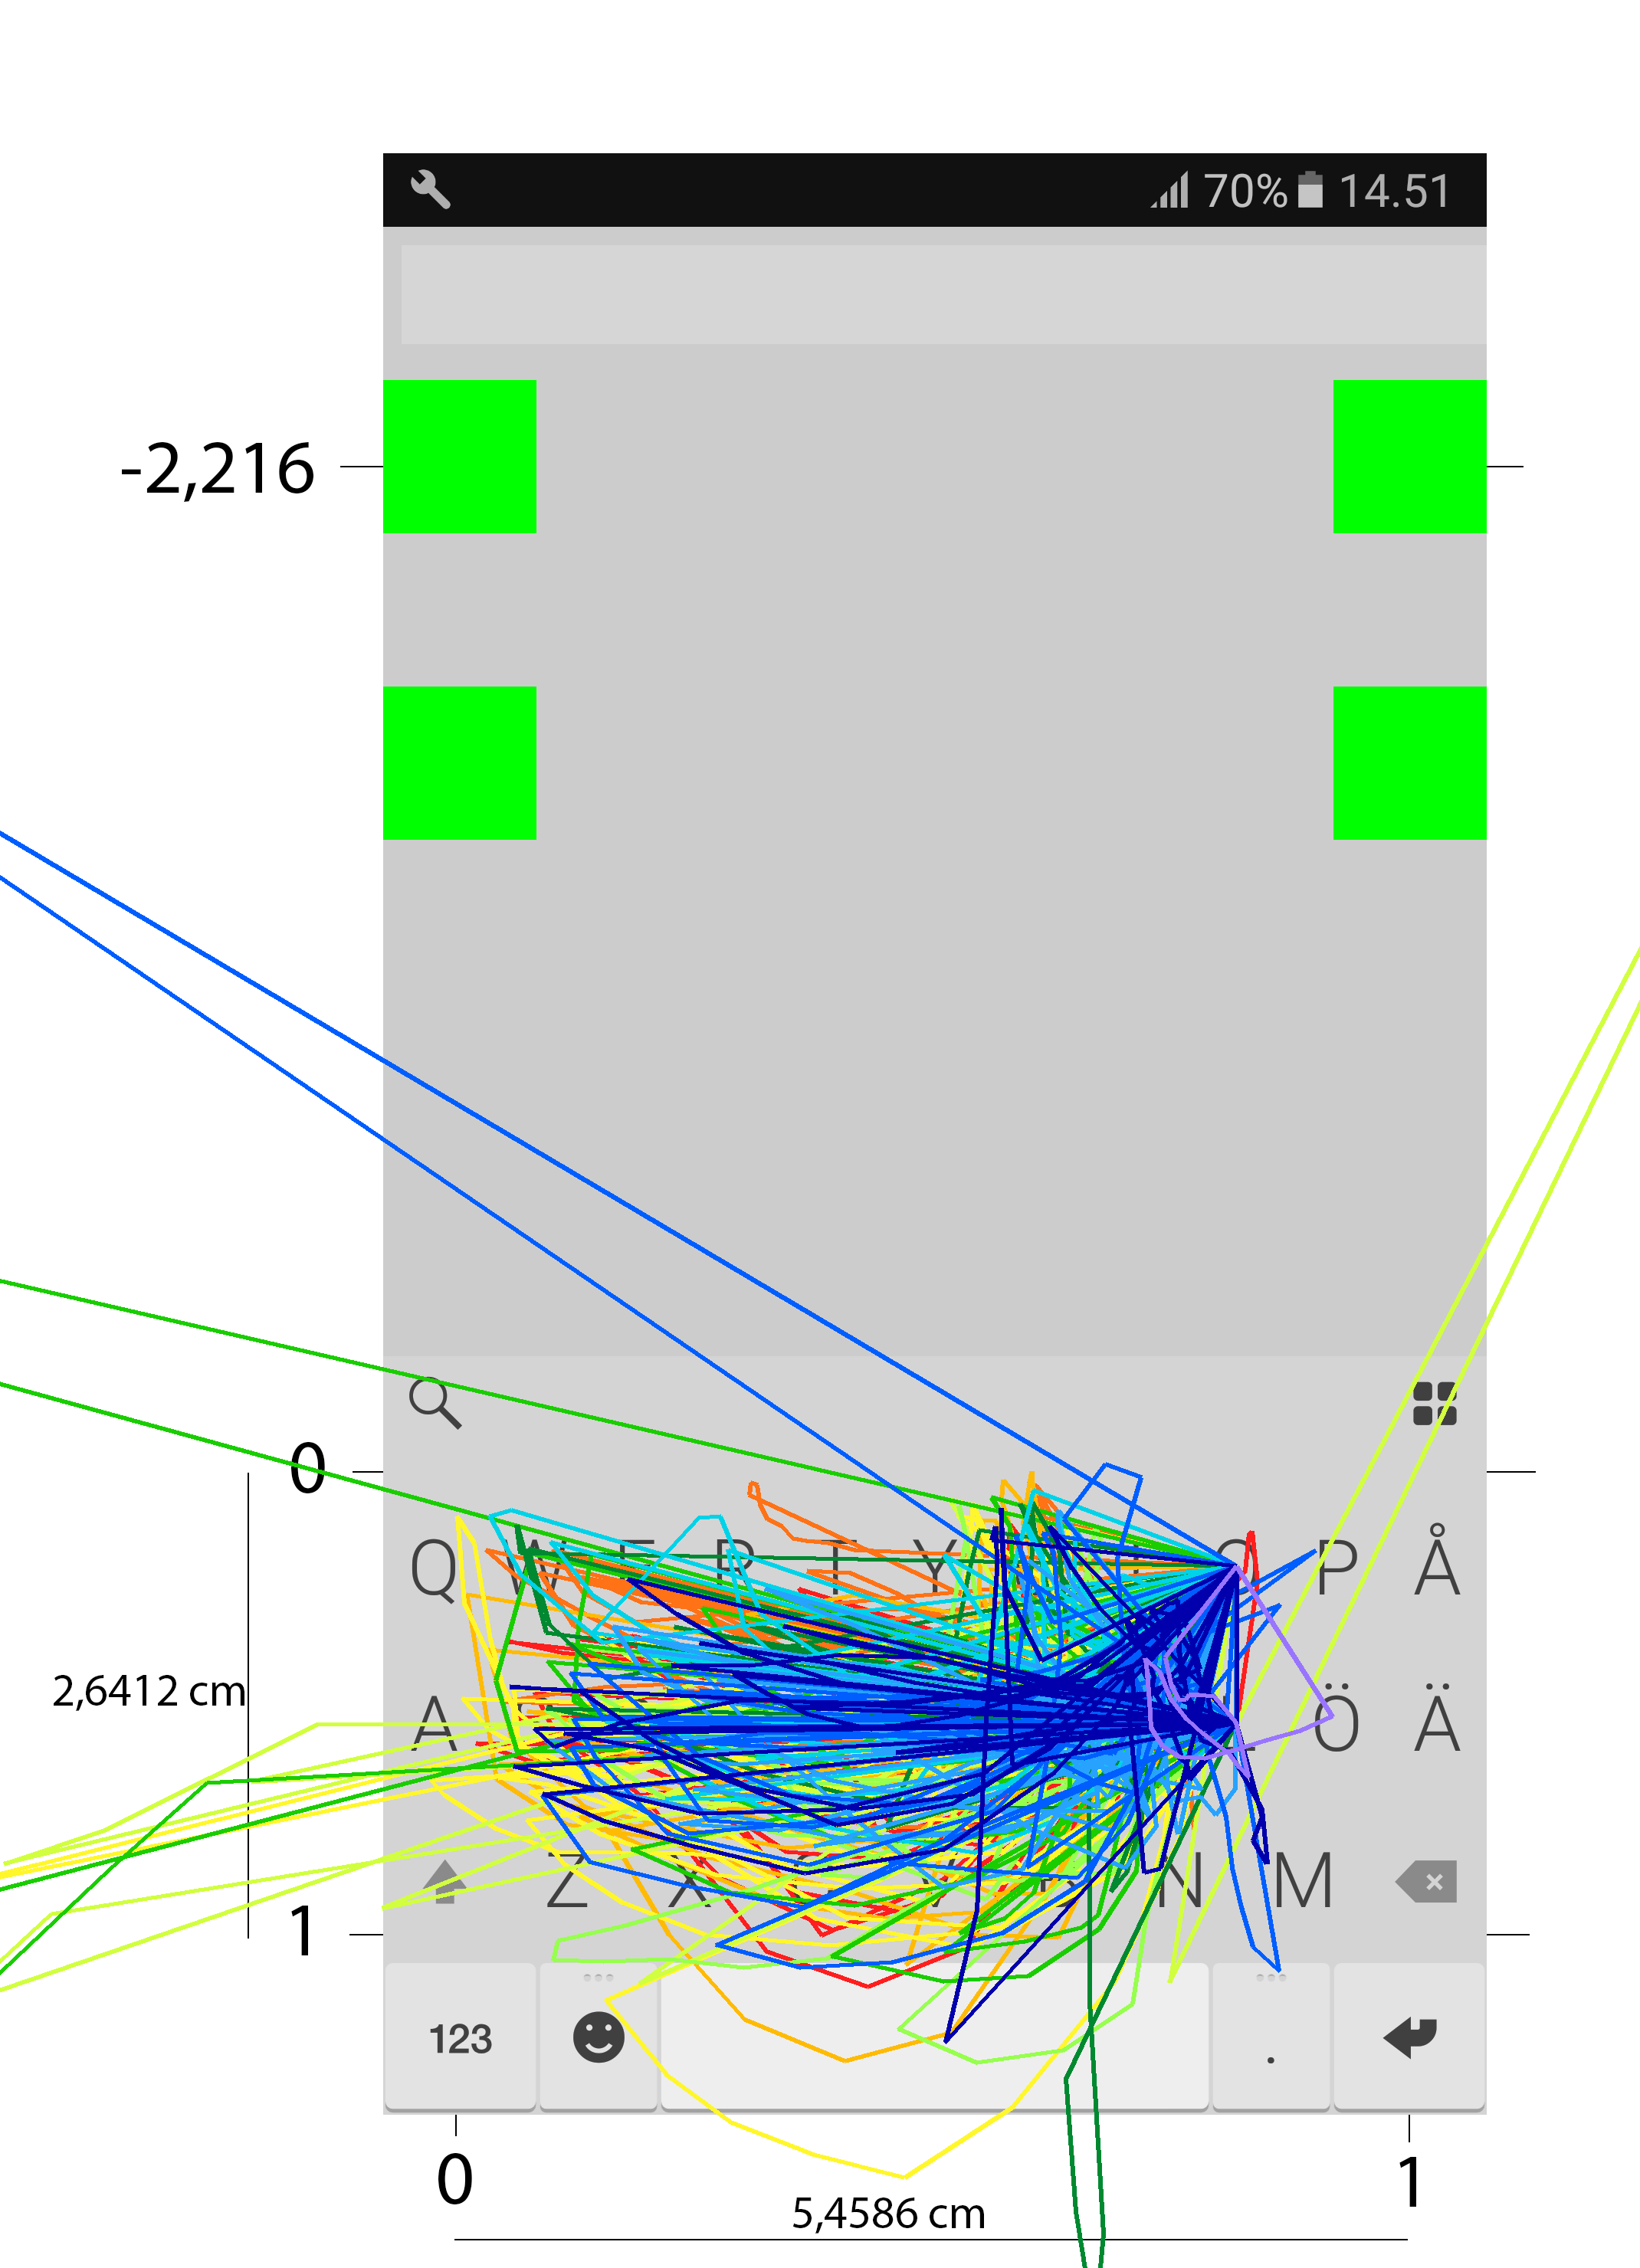 70% 14.51
-2,216
0
Q W E R T Y O P Å
2,6412 cm
A L Ö Ä
Z X V B N M
1
123 .
0 1
5,4586 cm